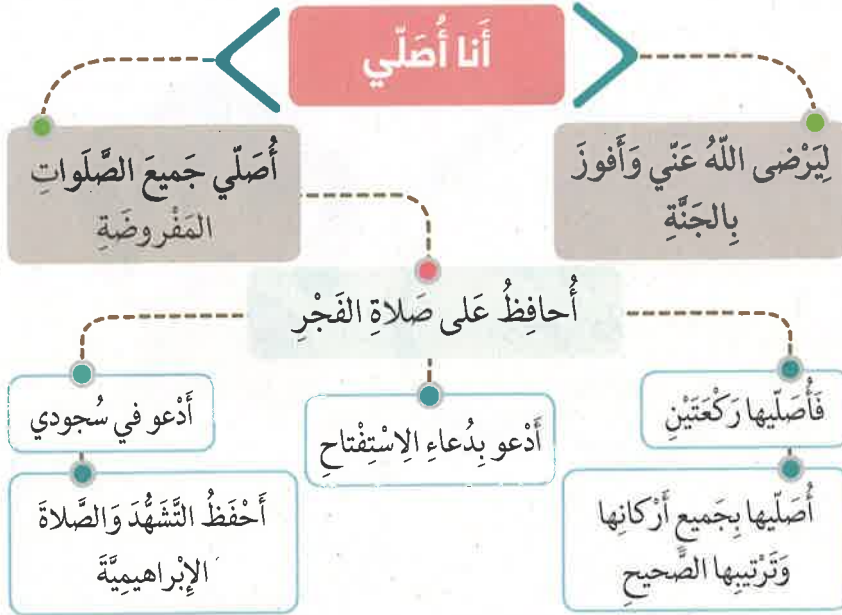 أَنا أُصَلّي
لِيَرْضى اللّهُ عَنّي وَأَفوزَ
بِالجَنَّةِ
أُصَلّي جَميعَ الصَّلَواتِ
المَفْروضَةِ
أُحافِظُ عَلى صَلاةِ الفَجْرِ
فَأُصَلّيها رَكْعَتَيْنِ
أُصَلّيها بِجَميعِ أَرْكانِها
وَتَرْتيبِها الصَّحيحِ
أَدْعو بِدُعاءِ الِاسْتِفْتاحِ
أَدْعو في سُجودي
أَحْفَظُ التَّشَهُّدَ وَالصَّلاةَ
الإِبْراهيمِيَّةَ